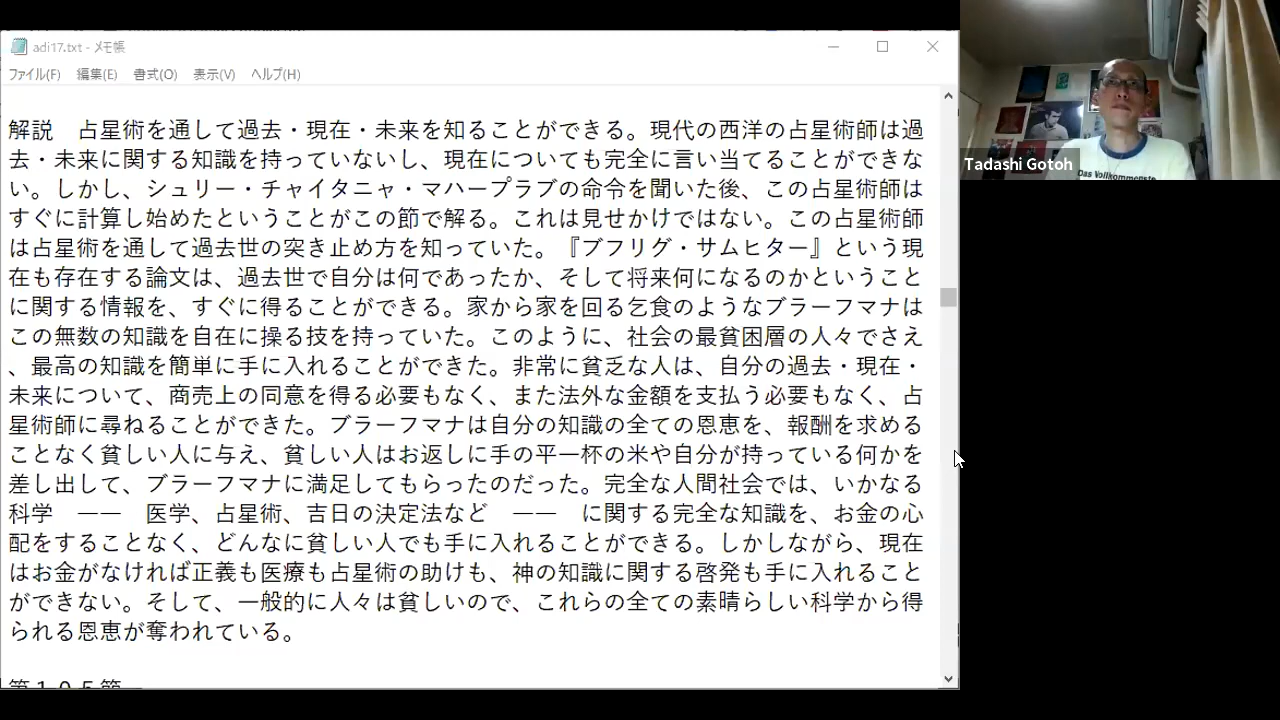 adi17.txt - メモ帳
ファイル(F) 編集(E) 書式(O) 表示(V) ヘルプ(H)
解説　占星術を通して過去・現在・未来を知ることができる。現代の西洋の占星術師は過
去・未来に関する知識を持っていないし、現在についても完全に言い当てることができな
い。しかし、シュリー・チャイタニャ・マハープラブの命令を聞いた後、この占星術師は
すぐに計算し始めたということがこの節で解る。これは見せかけではない。この占星術師
は占星術を通して過去世の突き止め方を知っていた。『ブフリグ・サムヒター』という現
在も存在する論文は、過去世で自分は何であったか、そして将来何になるのかということ
に関する情報を、すぐに得ることができる。家から家を回る乞食のようなブラーフマナは
この無数の知識を自在に操る技を持っていた。このように、社会の最貧困層の人々でさえ
、最高の知識を簡単に手に入れることができた。非常に貧乏な人は、自分の過去・現在・
未来について、商売上の同意を得る必要もなく、また法外な金額を支払う必要もなく、占
星術師に尋ねることができた。ブラーフマナは自分の知識の全ての恩恵を、報酬を求める
ことなく貧しい人に与え、貧しい人はお返しに手の平一杯の米や自分が持っている何かを
差し出して、ブラーフマナに満足してもらったのだった。完全な人間社会では、いかなる
科学　――　医学、占星術、吉日の決定法など　――　に関する完全な知識を、お金の心
配をすることなく、どんなに貧しい人でも手に入れることができる。しかしながら、現在
はお金がなければ正義も医療も占星術の助けも、神の知識に関する啓発も手に入れること
ができない。そして、一般的に人々は貧しいので、これらの全ての素晴らしい科学から得
られる恩恵が奪われている。
第１０５節
Tadashi Gotoh
Das Vollkommenste